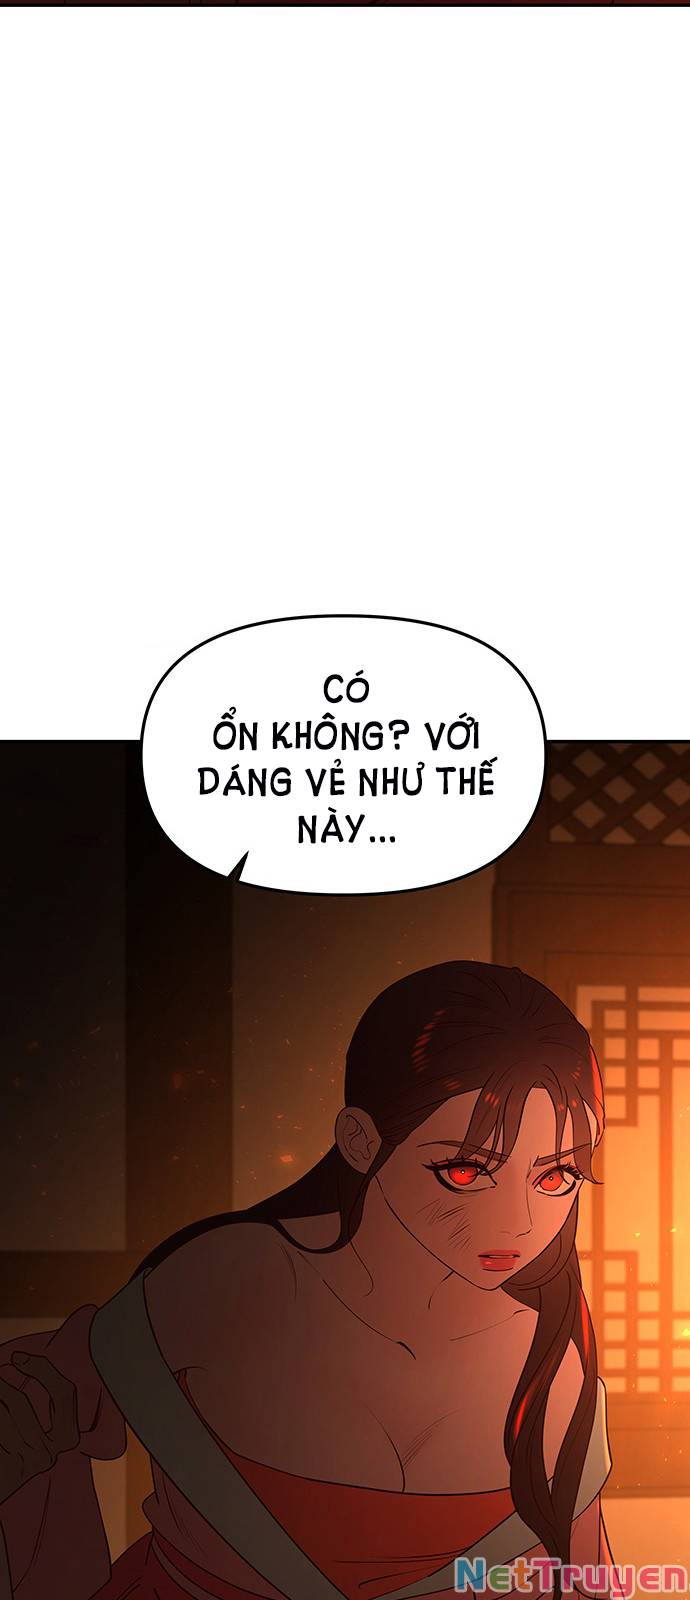 CÓ
ỔN KHÔNG? VỚI
DÁNG VẺ NHƯ THẾ
NÀY...
NetTruyen